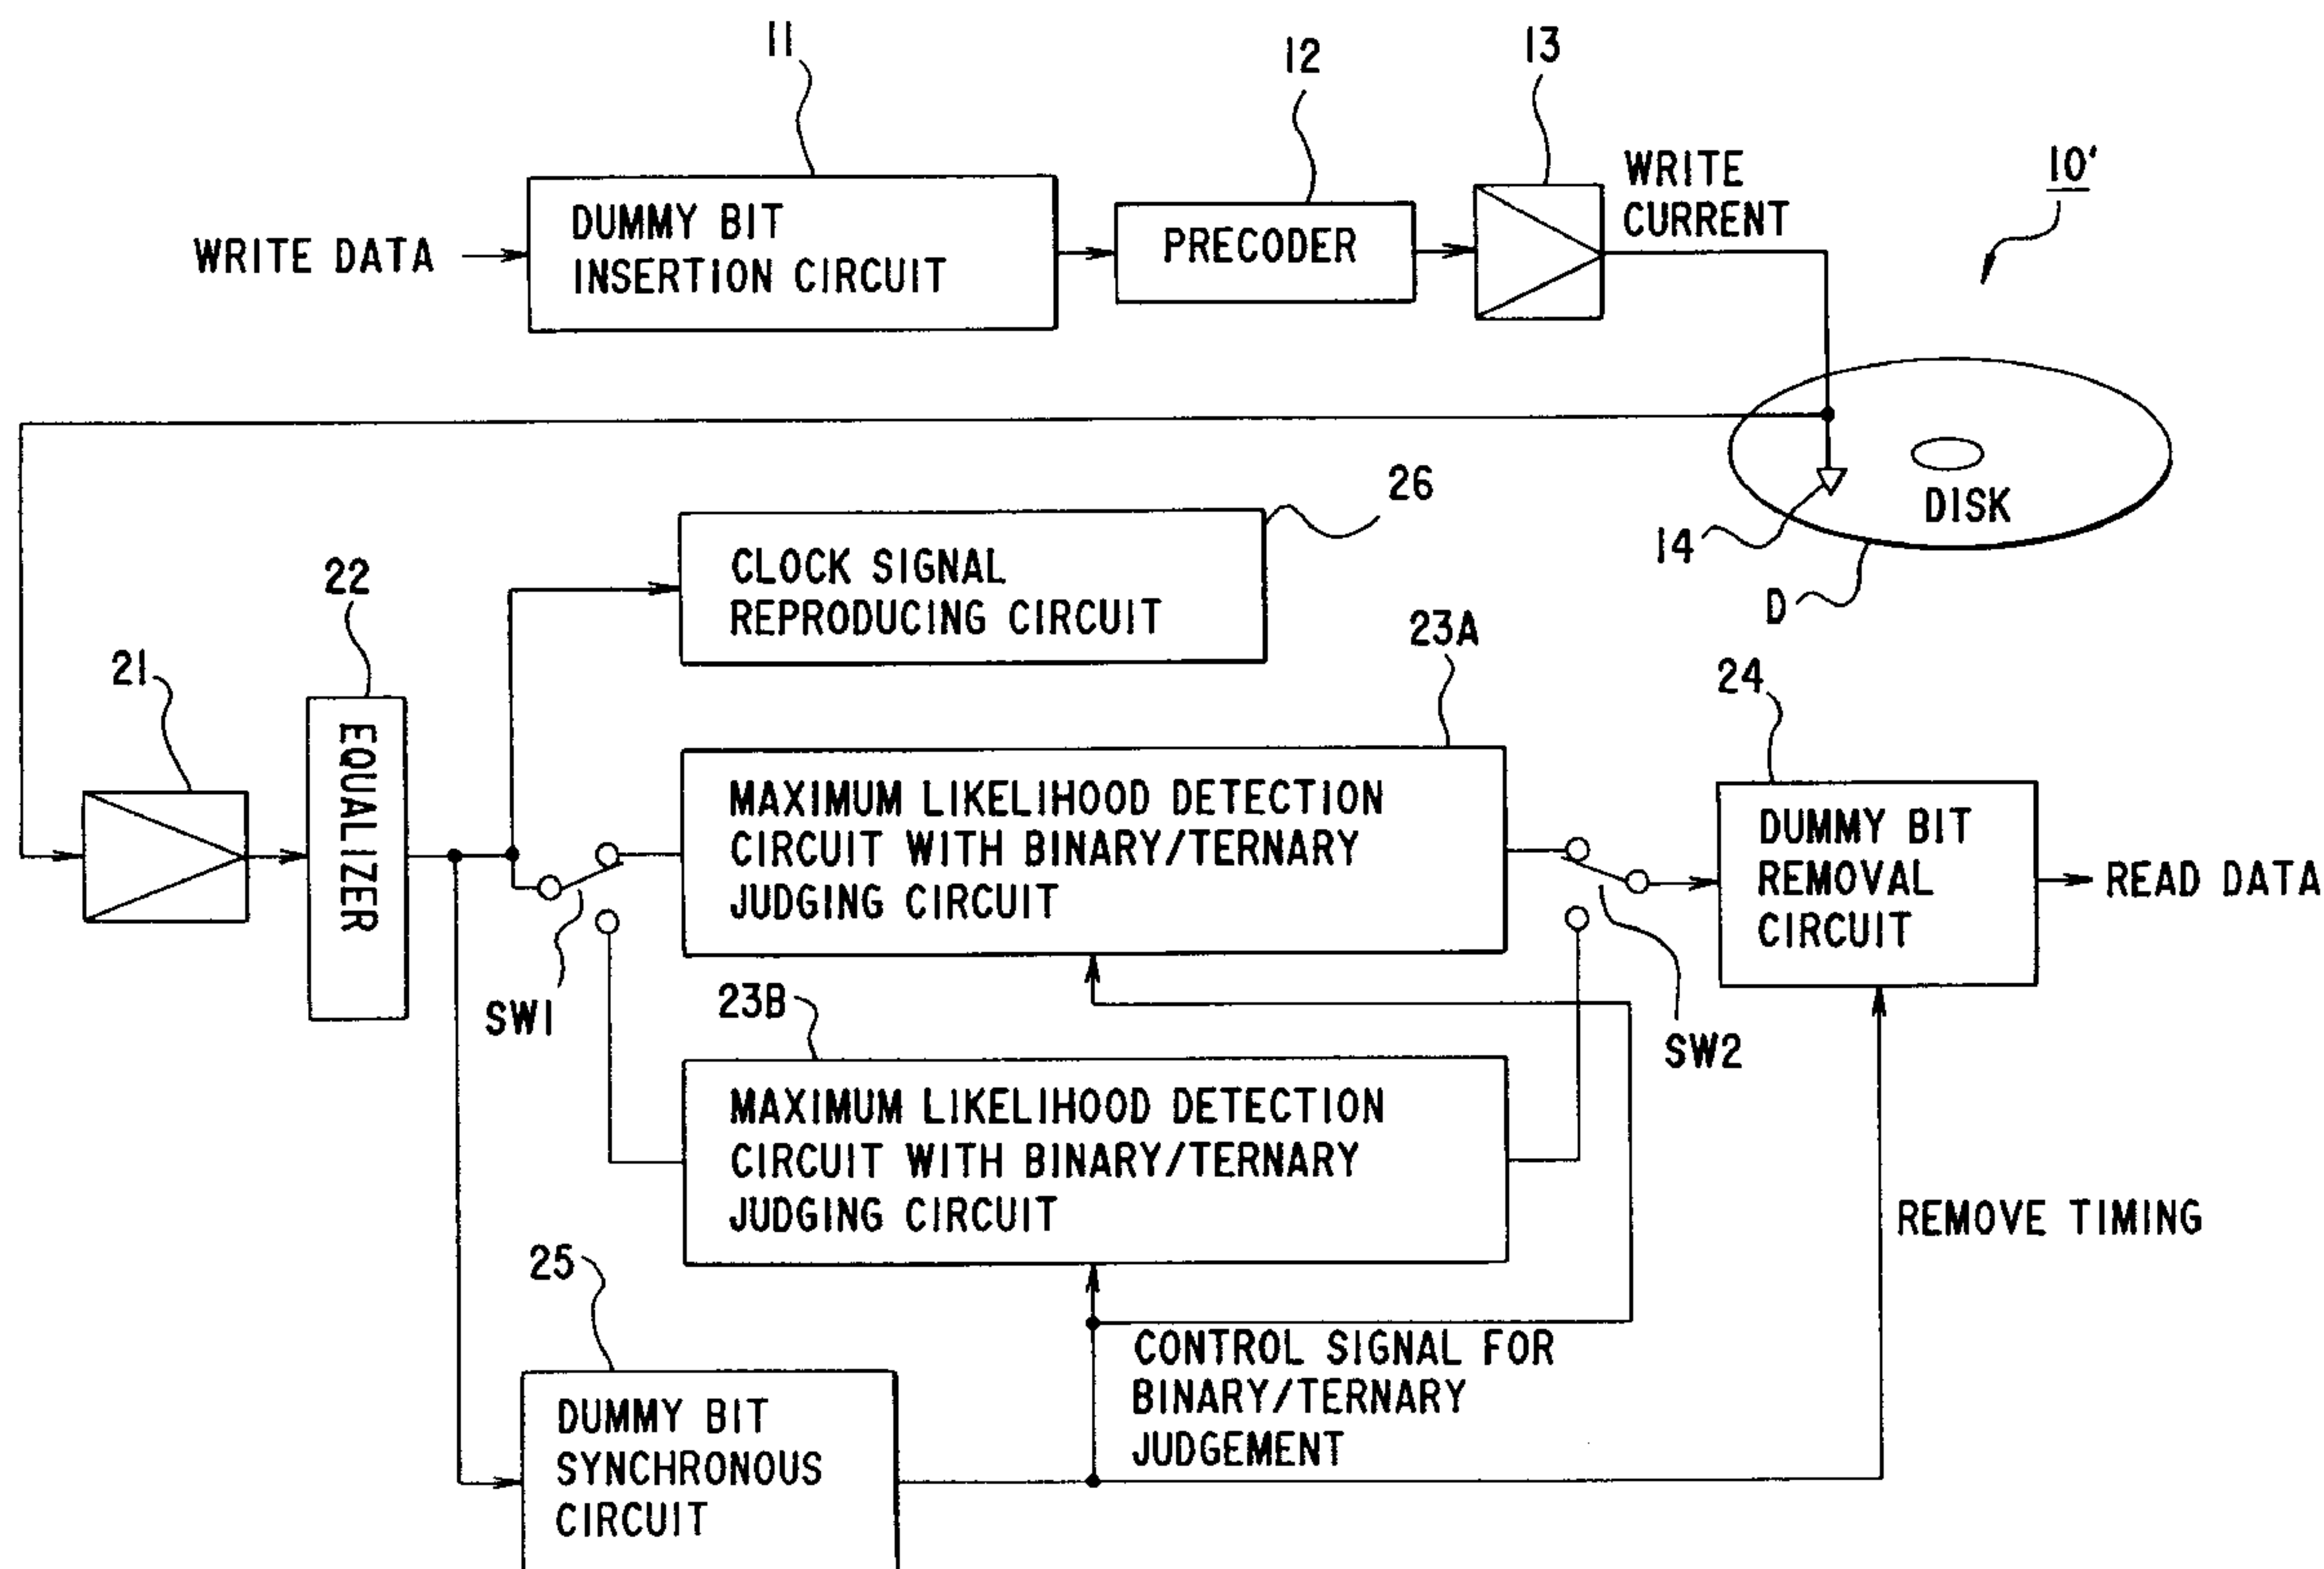 11
12
13
WRITE
CURRENT
10'
WRITE DATA
DUMMY BIT
INSERTION CIRCUIT
PRECODER
DISK
14
D
26
CLOCK SIGNAL
REPRODUCING CIRCUIT
22
21
EQUALIZER
23A
24
MAXIMUM LIKELIHOOD DETECTION
CIRCUIT WITH BINARY/TERNARY
JUDGING CIRCUIT
DUMMY BIT
REMOVAL
CIRCUIT
READ DATA
SW1
23B
SW2
MAXIMUM LIKELIHOOD DETECTION
CIRCUIT WITH BINARY/TERNARY
JUDGING CIRCUIT
REMOVE TIMING
25
CONTROL SIGNAL FOR
BINARY/TERNARY
JUDGEMENT
DUMMY BIT
SYNCHRONOUS
CIRCUIT